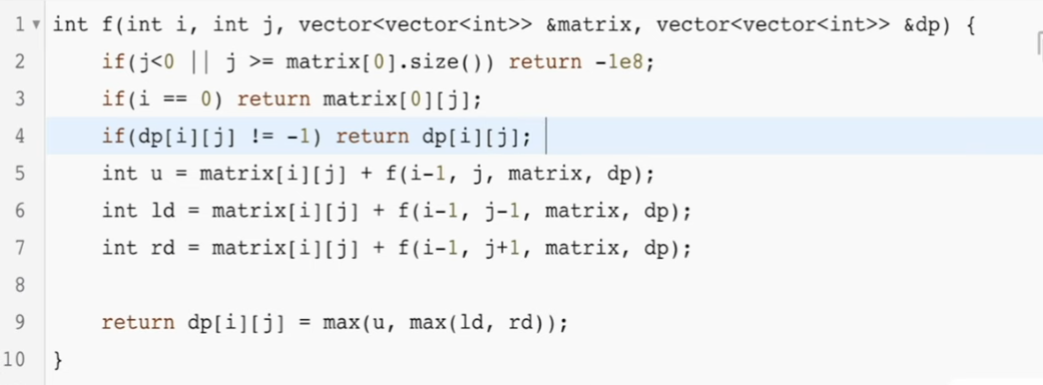 1 int f(int i, int j, vector<vector<int>> &matrix, vector<vector<int>> &dp) {
2 if(j<0 || j >= matrix[0].size()) return -1e8;
3 if(i == 0) return matrix[0][j];
4 if(dp[i][j] != -1) return dp[i][j];
5 int u = matrix[i][j] + f(i-1, j, matrix, dp);
6 int ld = matrix[i][j] + f(i-1, j-1, matrix, dp);
7 int rd = matrix[i][j] + f(i-1, j+1, matrix, dp);
8
9 return dp[i][j] = max(u, max(ld, rd));
10 }